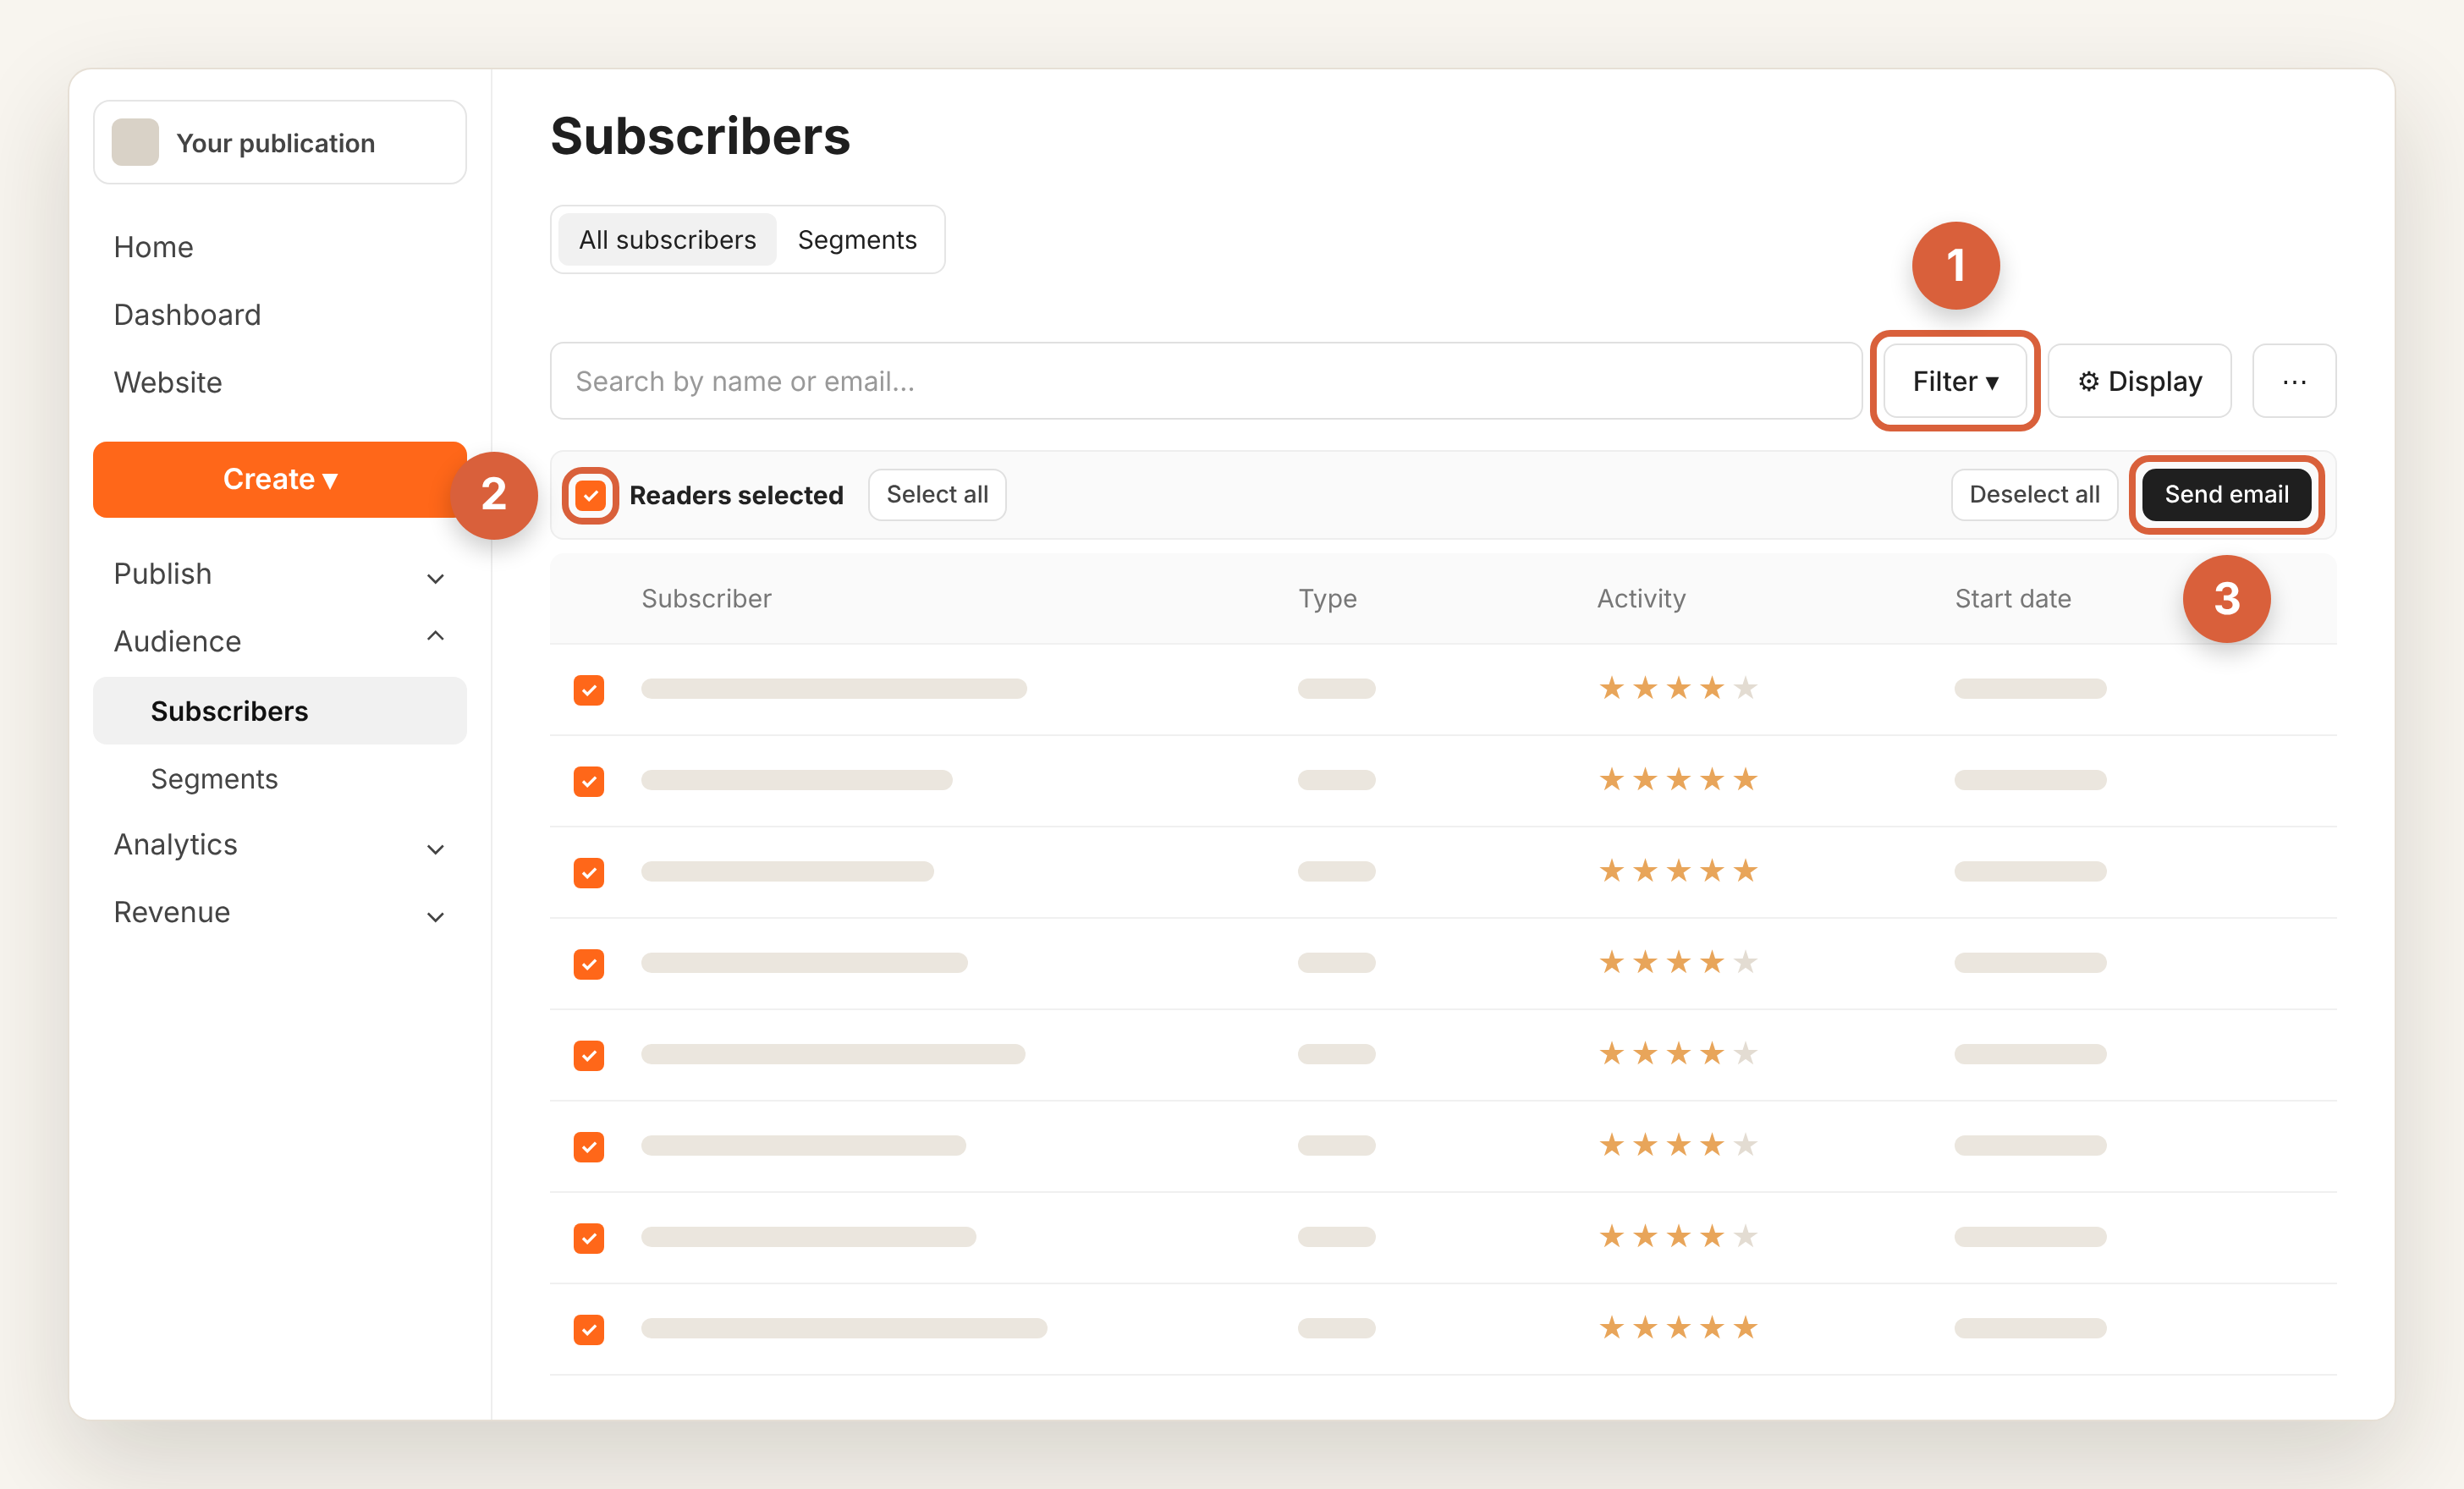 Your publication
Home
Dashboard
Website
Create ▾
Publish
Audience
Subscribers
Segments
Analytics
Revenue
Subscribers
All subscribers Segments
1
Search by name or email... Filter ▾ ⚙ Display ...
2 Readers selected Select all Deselect all Send email
Subscriber Type Activity Start date 3
★★★★★
★★★★★
★★★★★
★★★★★
★★★★★
★★★★★
★★★★★
★★★★★